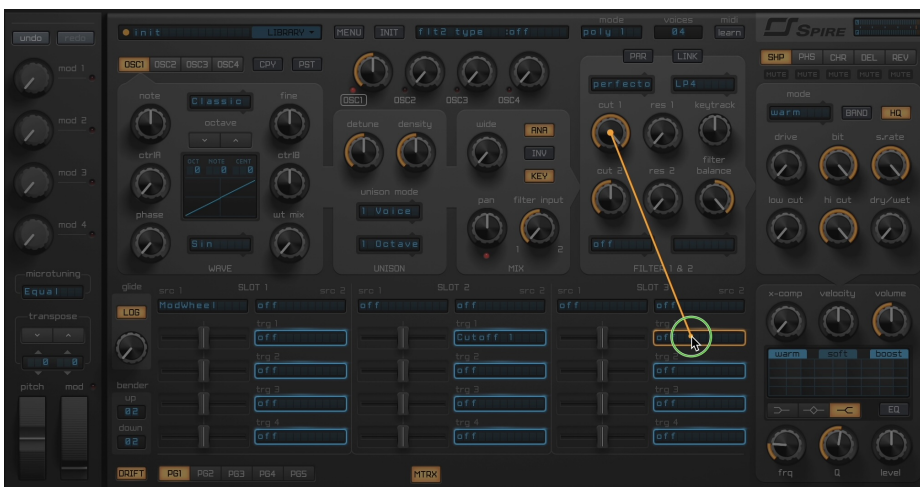 undo redo
init LIBRARY MENU INIT flt2 type :off
mode voices midi
poly 1 04 learn
SPIRE
mod 1
mod 2
mod 3
mod 4
microtuning
Equal
transpose
0 0
pitch mod
OSC1 OSC2 OSC3 OSC4 CPY PST
note Classic fine
octave
ctrlA ctrlB
OCT NOTE CENT
0 0 0
phase wt mix
Sin
WAVE
OSC1 OSC2 OSC3 OSC4
detune density
unison mode
1 Voice
1 Octave
UNISON
wide ANA
INV
KEY
pan filter input
1 2
MIX
PAR LINK
perfecto LP4
cut 1 res 1 keytrack
cut 2 res 2 filter balance
off
FILTER 1 & 2
SHP PHS CHR DEL REV
MUTE MUTE MUTE MUTE MUTE
mode
warm BAND HQ
drive bit s.rate
low cut hi cut dry/wet
glide
LOG
bender
up
02
down
02
DRIFT
src 1 SLOT 1 src 2
ModWheel off
trg 1
off
trg 2
off
trg 3
off
trg 4
off
src 1 SLOT 2 src 2
off off
trg 1
Cutoff 1
trg 2
off
trg 3
off
trg 4
off
src 1 SLOT 3 src 2
off off
trg 1
trg 2
off
trg 3
off
trg 4
off
PG1 PG2 PG3 PG4 PG5 MTRX
x-comp velocity volume
warm soft boost
EQ
frq Q level